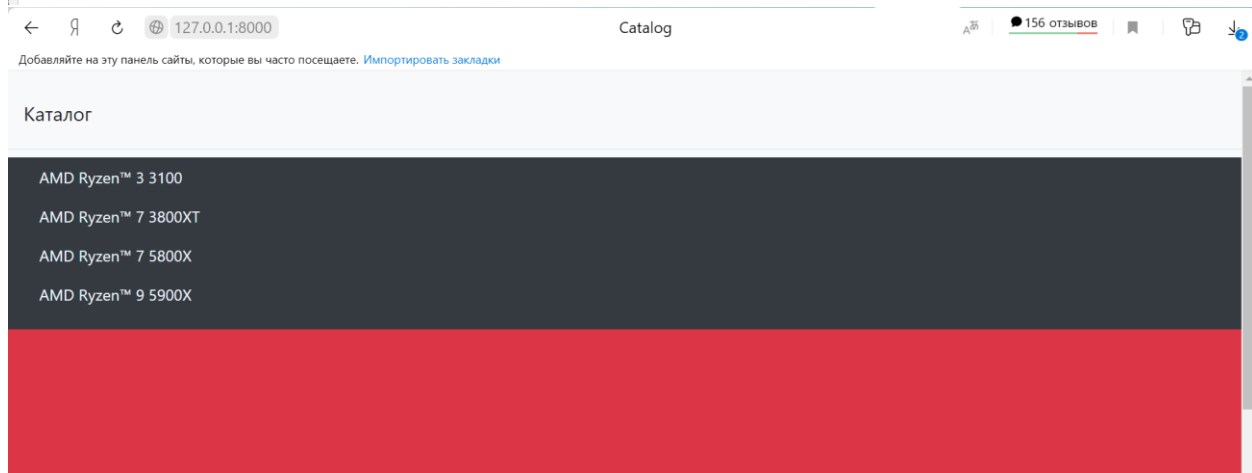 Я 127.0.0.1:8000 Catalog 156 отзывов 2
Добавляйте на эту панель сайты, которые вы часто посещаете. Импортировать закладки
Каталог
AMD Ryzen™ 3 3100
AMD Ryzen™ 7 3800XT
AMD Ryzen™ 7 5800X
AMD Ryzen™ 9 5900X